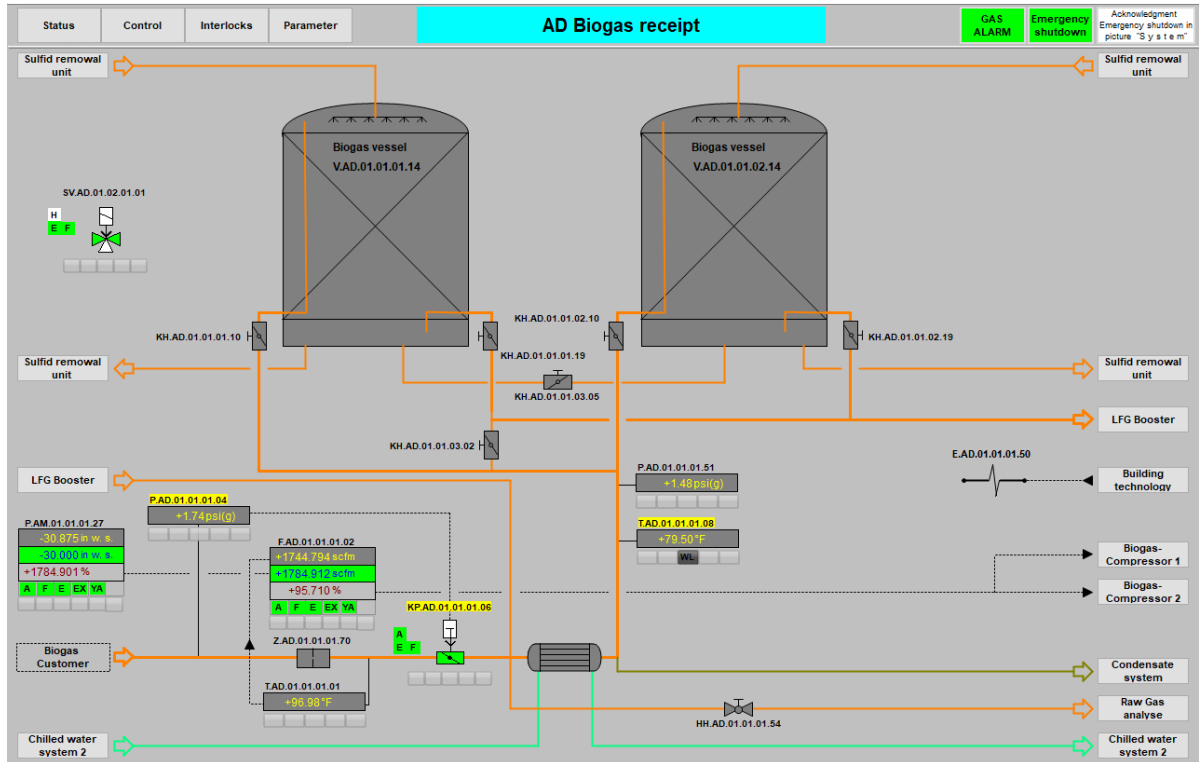 Status
Control
Interlocks
Parameter
AD Biogas receipt
GAS
ALARM
Emergency
shutdown
Acknowledgment
Emergency shutdown in
picture "S y s t e m"
Sulfid remowal
unit
Sulfid removal
unit
Biogas vessel
V.AD.01.01.01.14
Biogas vessel
V.AD.01.01.02.14
SV.AD.01.02.01.01
H
E F
KH.AD.01.01.01.10
KH.AD.01.01.02.10
KH.AD.01.01.02.19
KH.AD.01.01.01.19
Sulfid remowal
unit
Sulfid removal
unit
KH.AD.01.01.03.05
LFG Booster
KH.AD.01.01.03.02
E.AD.01.01.01.50
LFG Booster
P.AD.01.01.01.51
+1.48psi(g)
Building
technology
P.AD.01.01.01.04
+1.74psi(g)
P.AM.01.01.01.27
-30.875 in w. s.
-30.000 in w. s.
+1784.901 %
A F E EX YA
F.AD.01.01.01.02
+1744.794 scfm
+1784.912 scfm
+95.710 %
A F E EX YA
T.AD.01.01.01.08
+79.50°F
WL
Biogas-
Compressor 1
Biogas-
Compressor 2
KP.AD.01.01.01.06
A
E F
Z.AD.01.01.01.70
Biogas
Customer
T.AD.01.01.01.01
+96.98°F
Condensate
system
Raw Gas
analyse
HH.AD.01.01.01.54
Chilled water
system 2
Chilled water
system 2